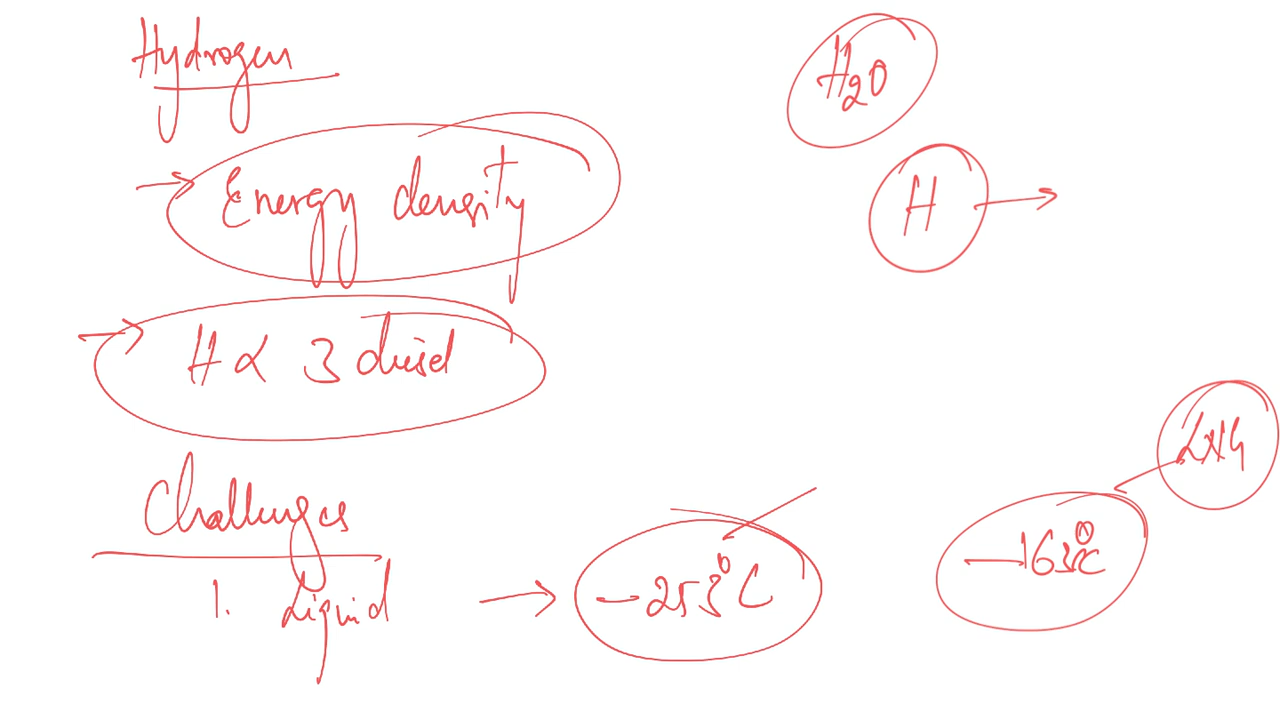 Hydrogen
H2O
H
→ Energy density
→ H α 3 diesel
LNG
Challenges
-163°C
1. Liquid → -253°C